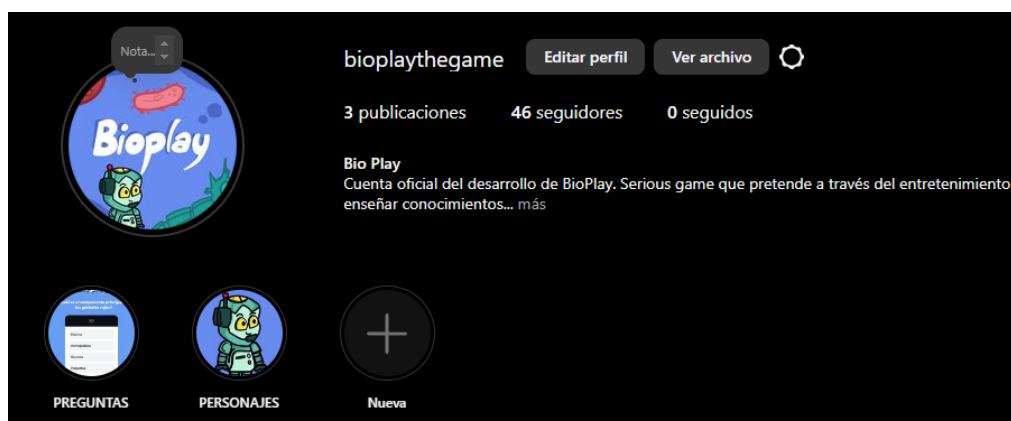 Nota...
bioplaythegame Editar perfil Ver archivo
3 publicaciones 46 seguidores 0 seguidos
Bioplay
Bio Play
Cuenta oficial del desarrollo de BioPlay. Serious game que pretende a través del entretenimiento
enseñar conocimientos... más
PREGUNTAS PERSONAJES Nueva